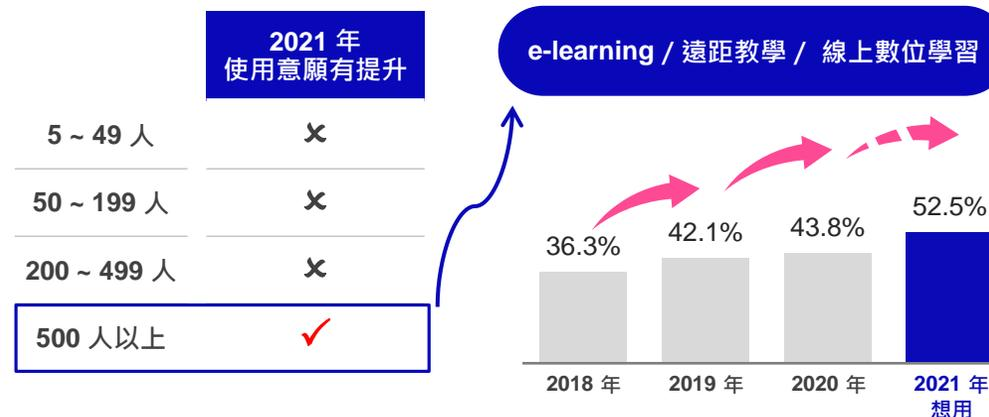 2021 年
使用意願有提升
5 ~ 49 人
50 ~ 199 人
200 ~ 499 人
500 人以上
e-learning / 遠距教學 / 線上數位學習
36.3%
42.1%
43.8%
52.5%
2018 年
2019 年
2020 年
2021 年
想用